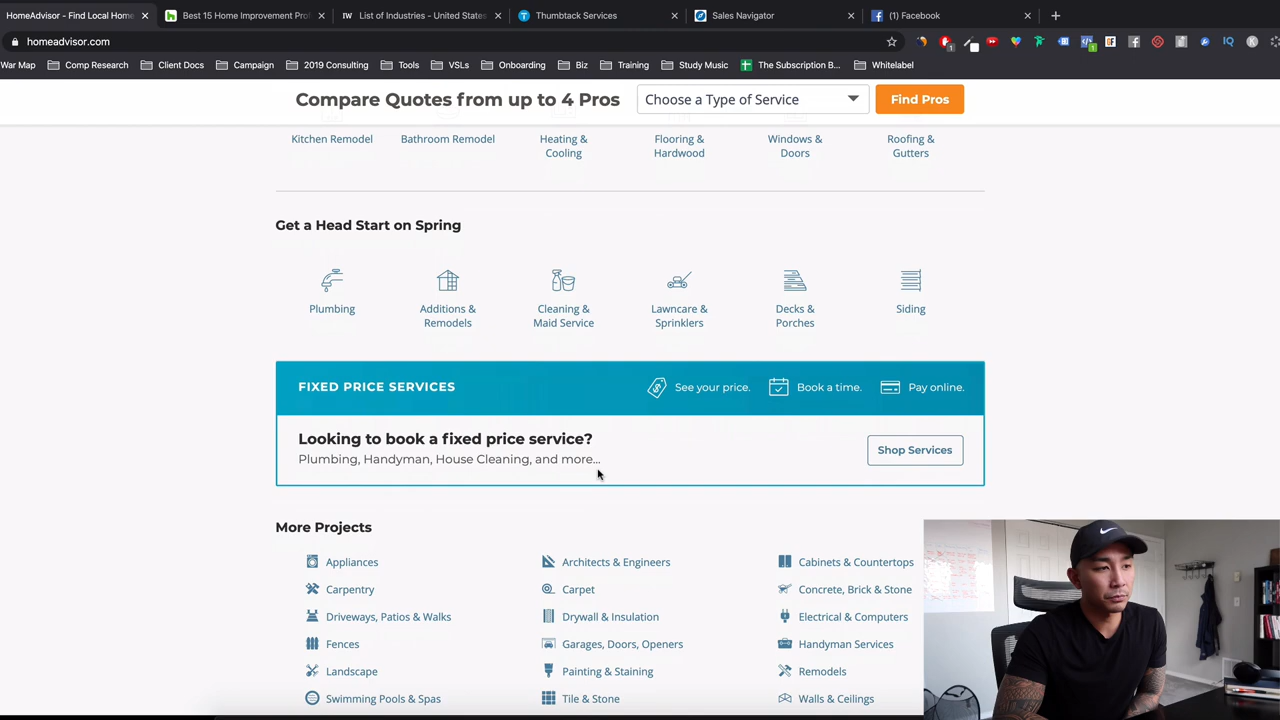 HomeAdvisor - Find Local Home
Best 15 Home Improvement Prof
IW List of Industries - United States
Thumbtack Services
Sales Navigator
(1) Facebook
homeadvisor.com
War Map
Comp Research
Client Docs
Campaign
2019 Consulting
Tools
VSLs
Onboarding
Biz
Training
Study Music
The Subscription B...
Whitelabel
Compare Quotes from up to 4 Pros
Choose a Type of Service
Find Pros
Kitchen Remodel
Bathroom Remodel
Heating &
Cooling
Flooring &
Hardwood
Windows &
Doors
Roofing &
Gutters
Get a Head Start on Spring
Plumbing
Additions &
Remodels
Cleaning &
Maid Service
Lawncare &
Sprinklers
Decks &
Porches
Siding
FIXED PRICE SERVICES
See your price.
Book a time.
Pay online.
Looking to book a fixed price service?
Plumbing, Handyman, House Cleaning, and more...
Shop Services
More Projects
Appliances
Architects & Engineers
Cabinets & Countertops
Carpentry
Carpet
Concrete, Brick & Stone
Driveways, Patios & Walks
Drywall & Insulation
Electrical & Computers
Fences
Garages, Doors, Openers
Handyman Services
Landscape
Painting & Staining
Remodels
Swimming Pools & Spas
Tile & Stone
Walls & Ceilings